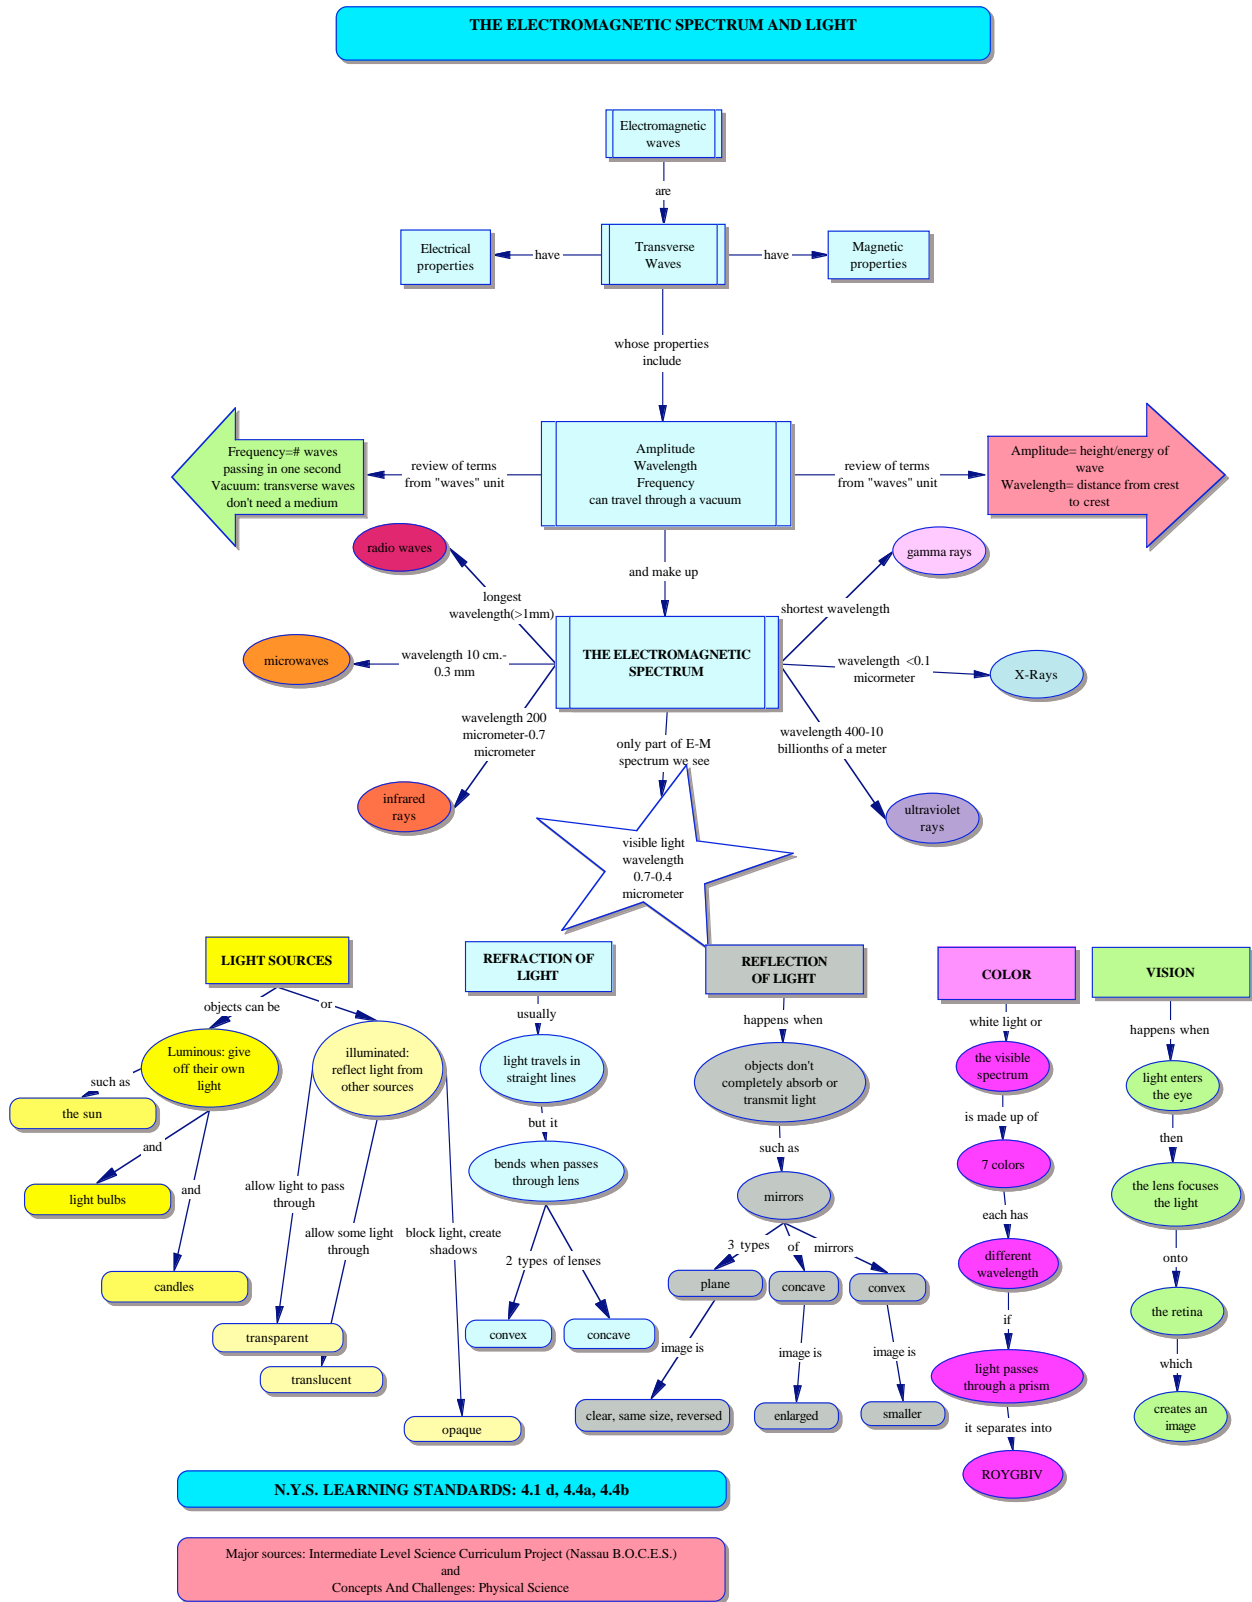 THE ELECTROMAGNETIC SPECTRUM AND LIGHT
Electromagnetic
waves
are
Electrical
properties
have
Transverse
Waves
have
Magnetic
properties
whose properties
include
Frequency=# waves
passing in one second
Vacuum: transverse waves
don't need a medium
review of terms
from "waves" unit
Amplitude
Wavelength
Frequency
can travel through a vacuum
review of terms
from "waves" unit
Amplitude= height/energy of
wave
Wavelength= distance from crest
to crest
radio waves
longest
wavelength(>1mm)
and make up
gamma rays
shortest wavelength
microwaves
wavelength 10 cm.-
0.3 mm
THE ELECTROMAGNETIC
SPECTRUM
wavelength <0.1
micormeter
X-Rays
wavelength 200
micrometer-0.7
micrometer
infrared
rays
only part of E-M
spectrum we see
wavelength 400-10
billionths of a meter
ultraviolet
rays
visible light
wavelength
0.7-0.4
micrometer
LIGHT SOURCES
objects can be
or
Luminous: give
off their own
light
illuminated:
reflect light from
other sources
such as
the sun
and
light bulbs
and
candles
allow light to pass
through
transparent
allow some light
through
translucent
block light, create
shadows
opaque
REFRACTION OF
LIGHT
usually
light travels in
straight lines
but it
bends when passes
through lens
2 types of lenses
convex
concave
REFLECTION
OF LIGHT
happens when
objects don't
completely absorb or
transmit light
such as
mirrors
3 types of mirrors
plane
concave
convex
image is
image is
image is
clear, same size, reversed
enlarged
smaller
COLOR
white light or
the visible
spectrum
is made up of
7 colors
each has
different
wavelength
if
light passes
through a prism
it separates into
ROYGBIV
VISION
happens when
light enters
the eye
then
the lens focuses
the light
onto
the retina
which
creates an
image
N.Y.S. LEARNING STANDARDS: 4.1 d, 4.4a, 4.4b
Major sources: Intermediate Level Science Curriculum Project (Nassau B.O.C.E.S.)
and
Concepts And Challenges: Physical Science